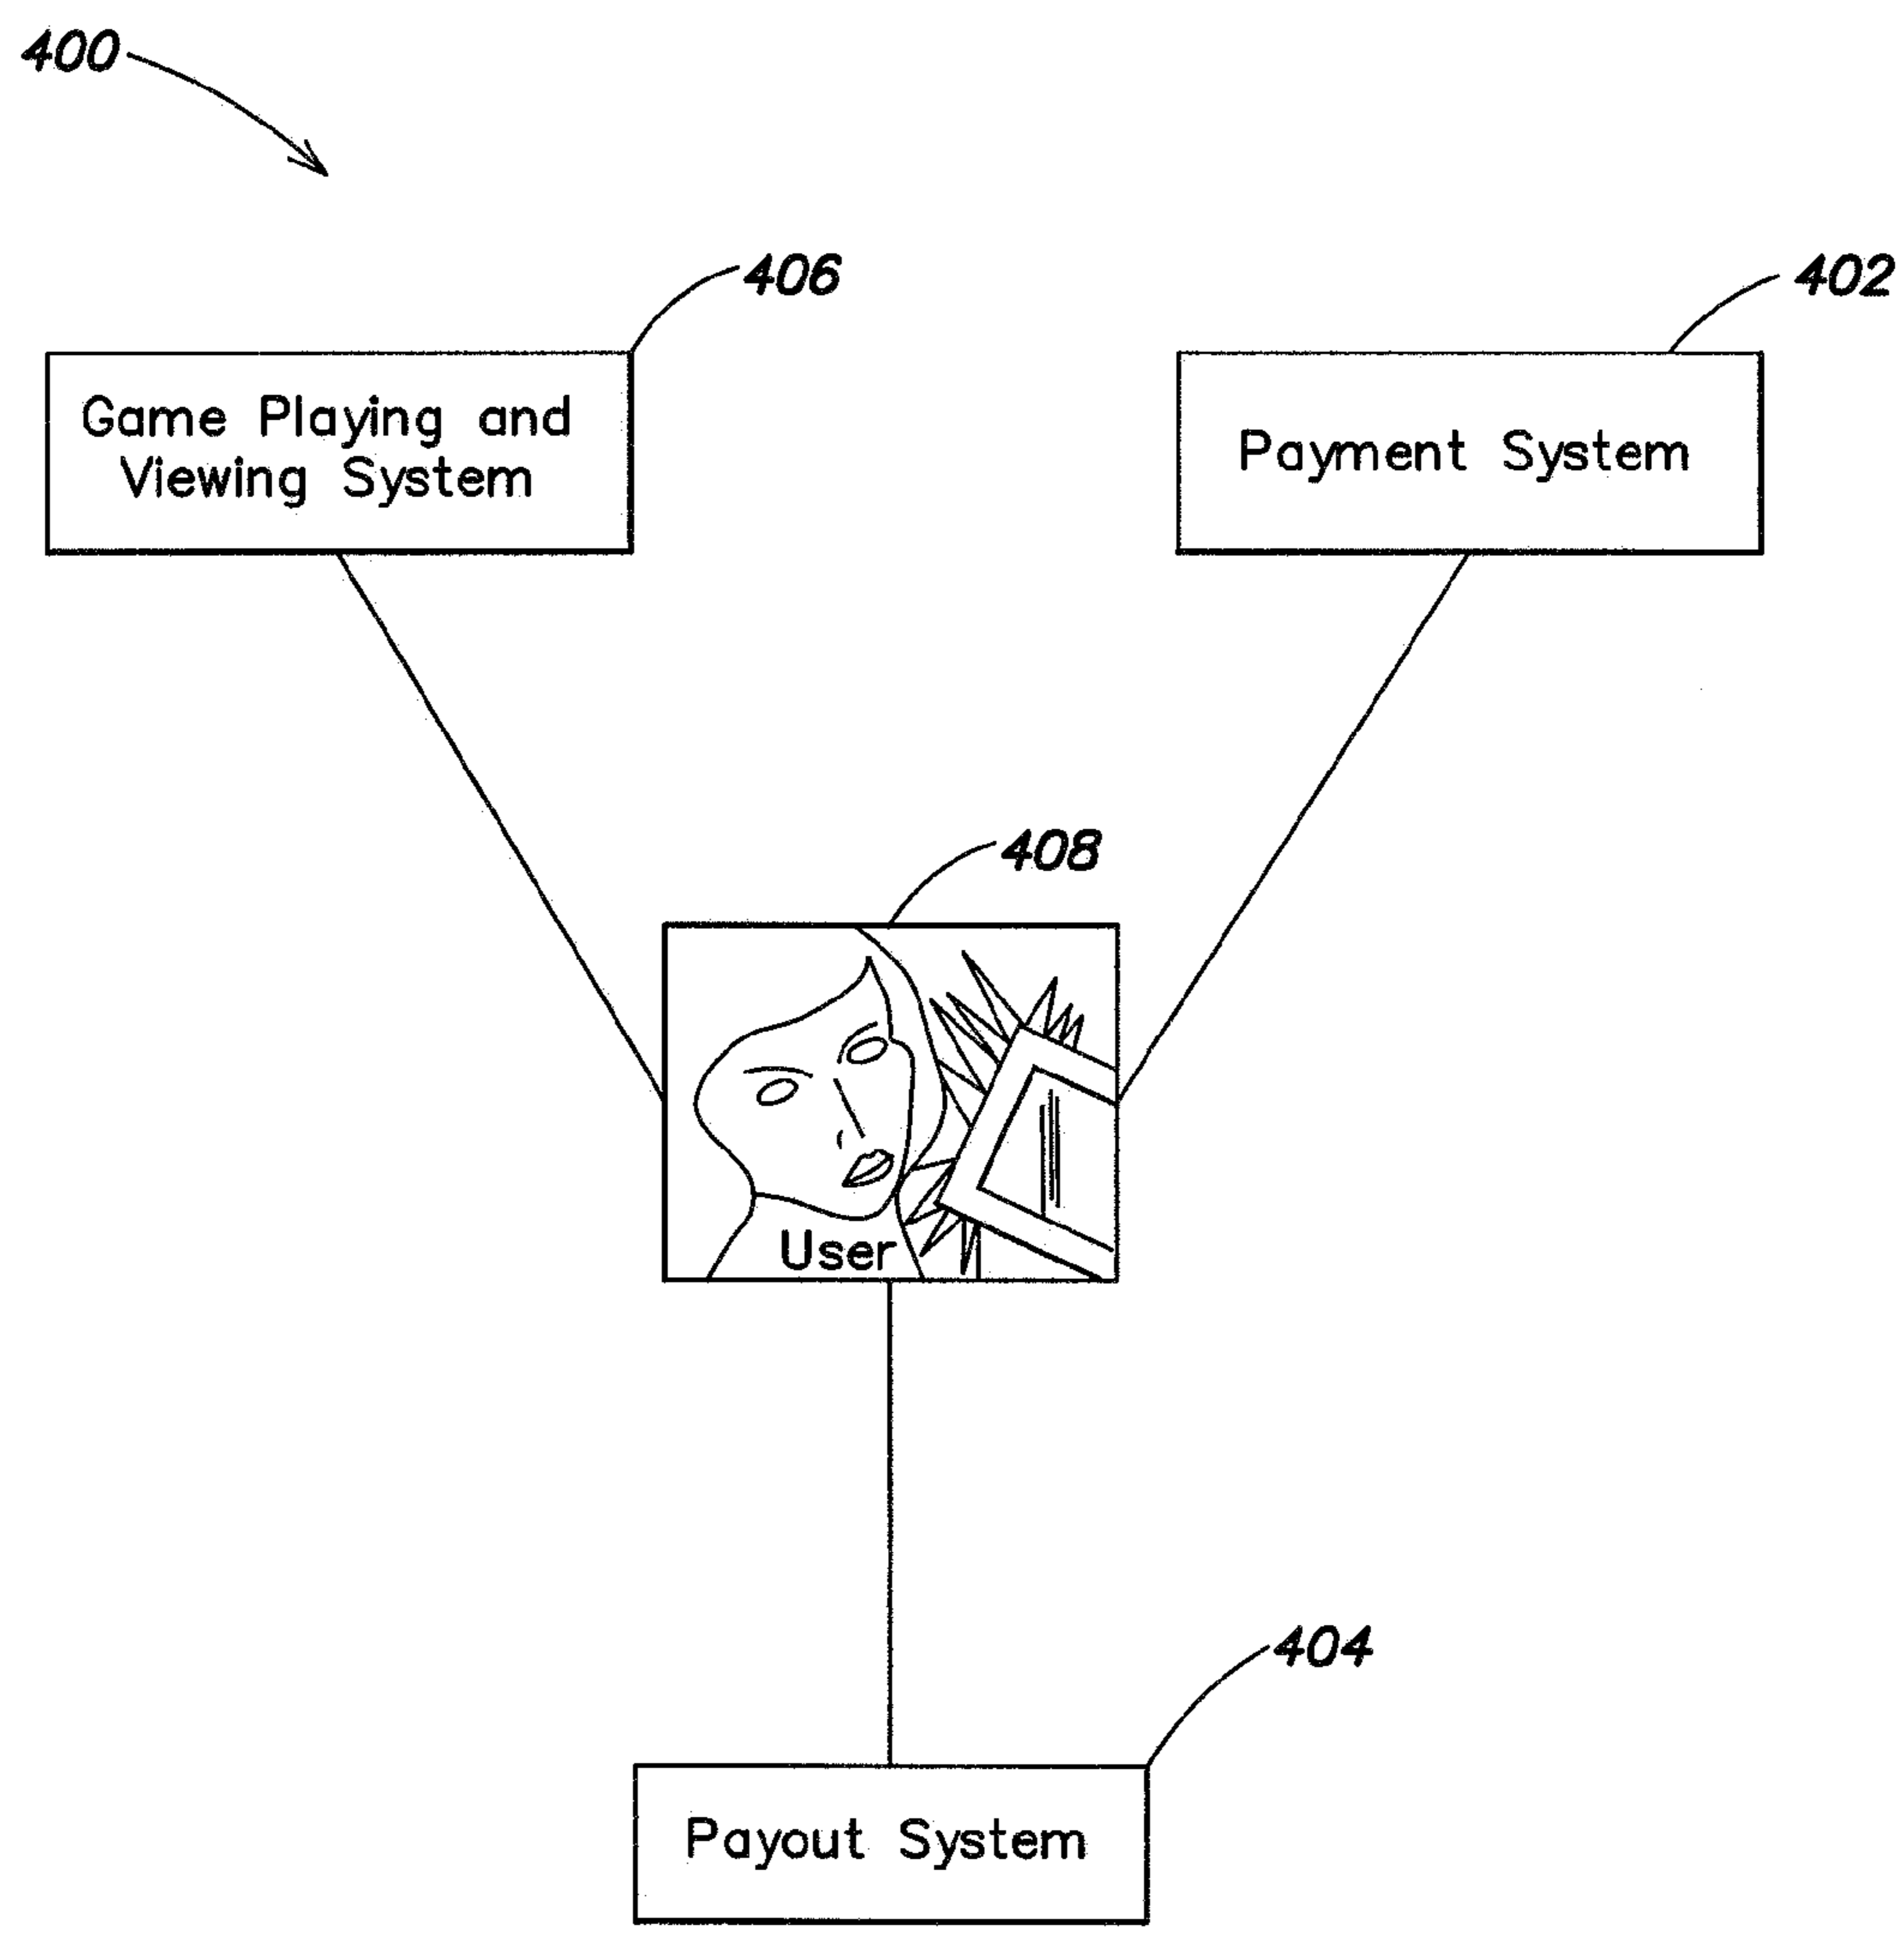 400
406
402
Game Playing and
Viewing System
Payment System
408
User
404
Payout System